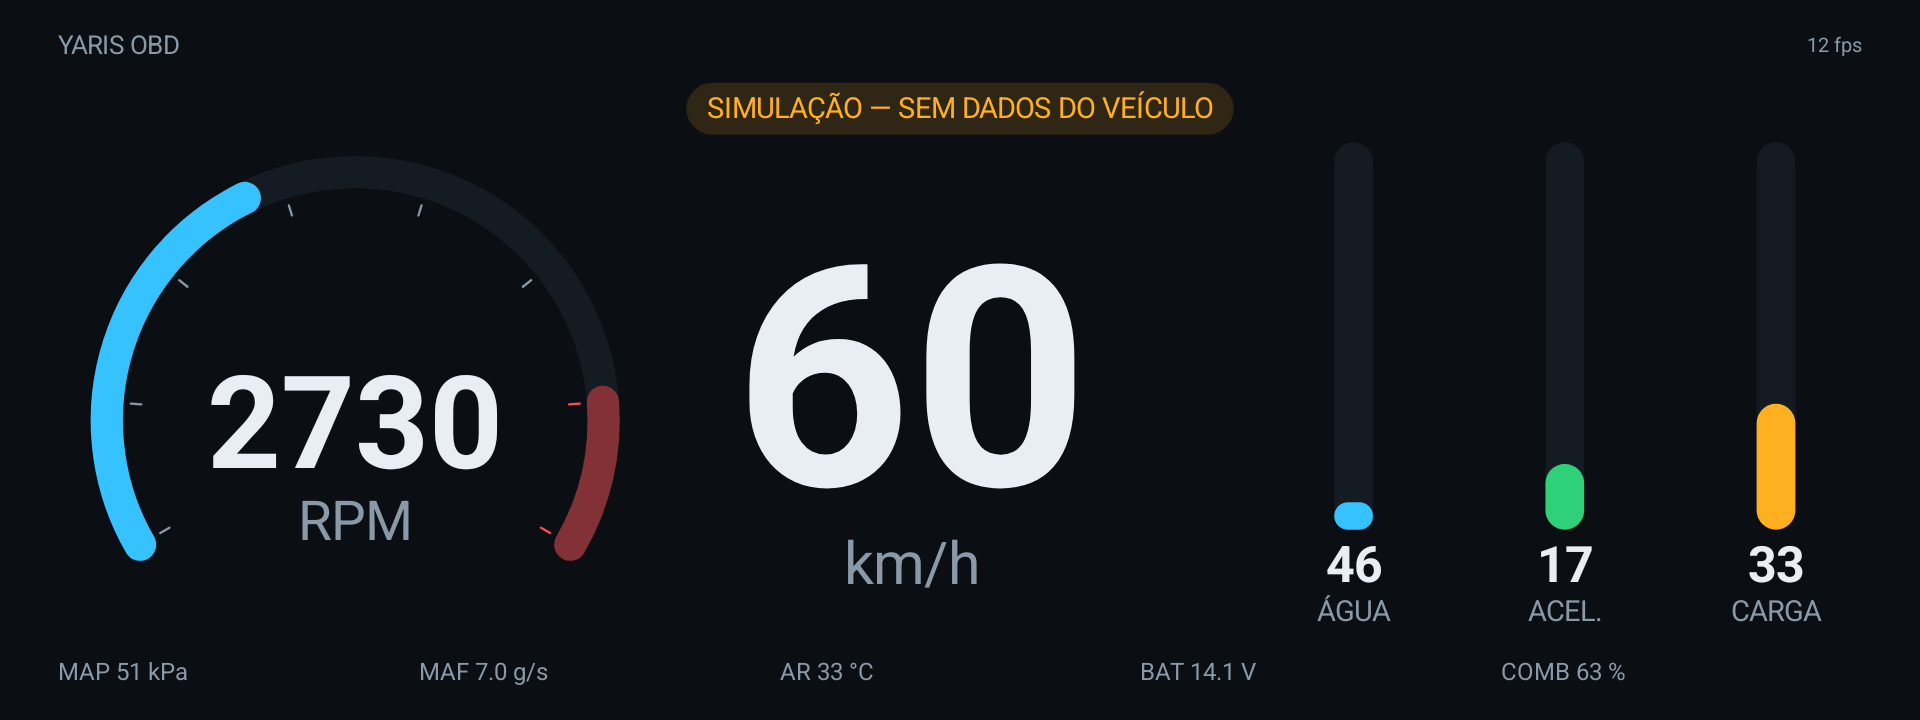 YARIS OBD
12 fps
SIMULAÇÃO — SEM DADOS DO VEÍCULO
2730
RPM
60
km/h
46
ÁGUA
17
ACEL.
33
CARGA
MAP 51 kPa
MAF 7.0 g/s
AR 33 °C
BAT 14.1 V
COMB 63 %